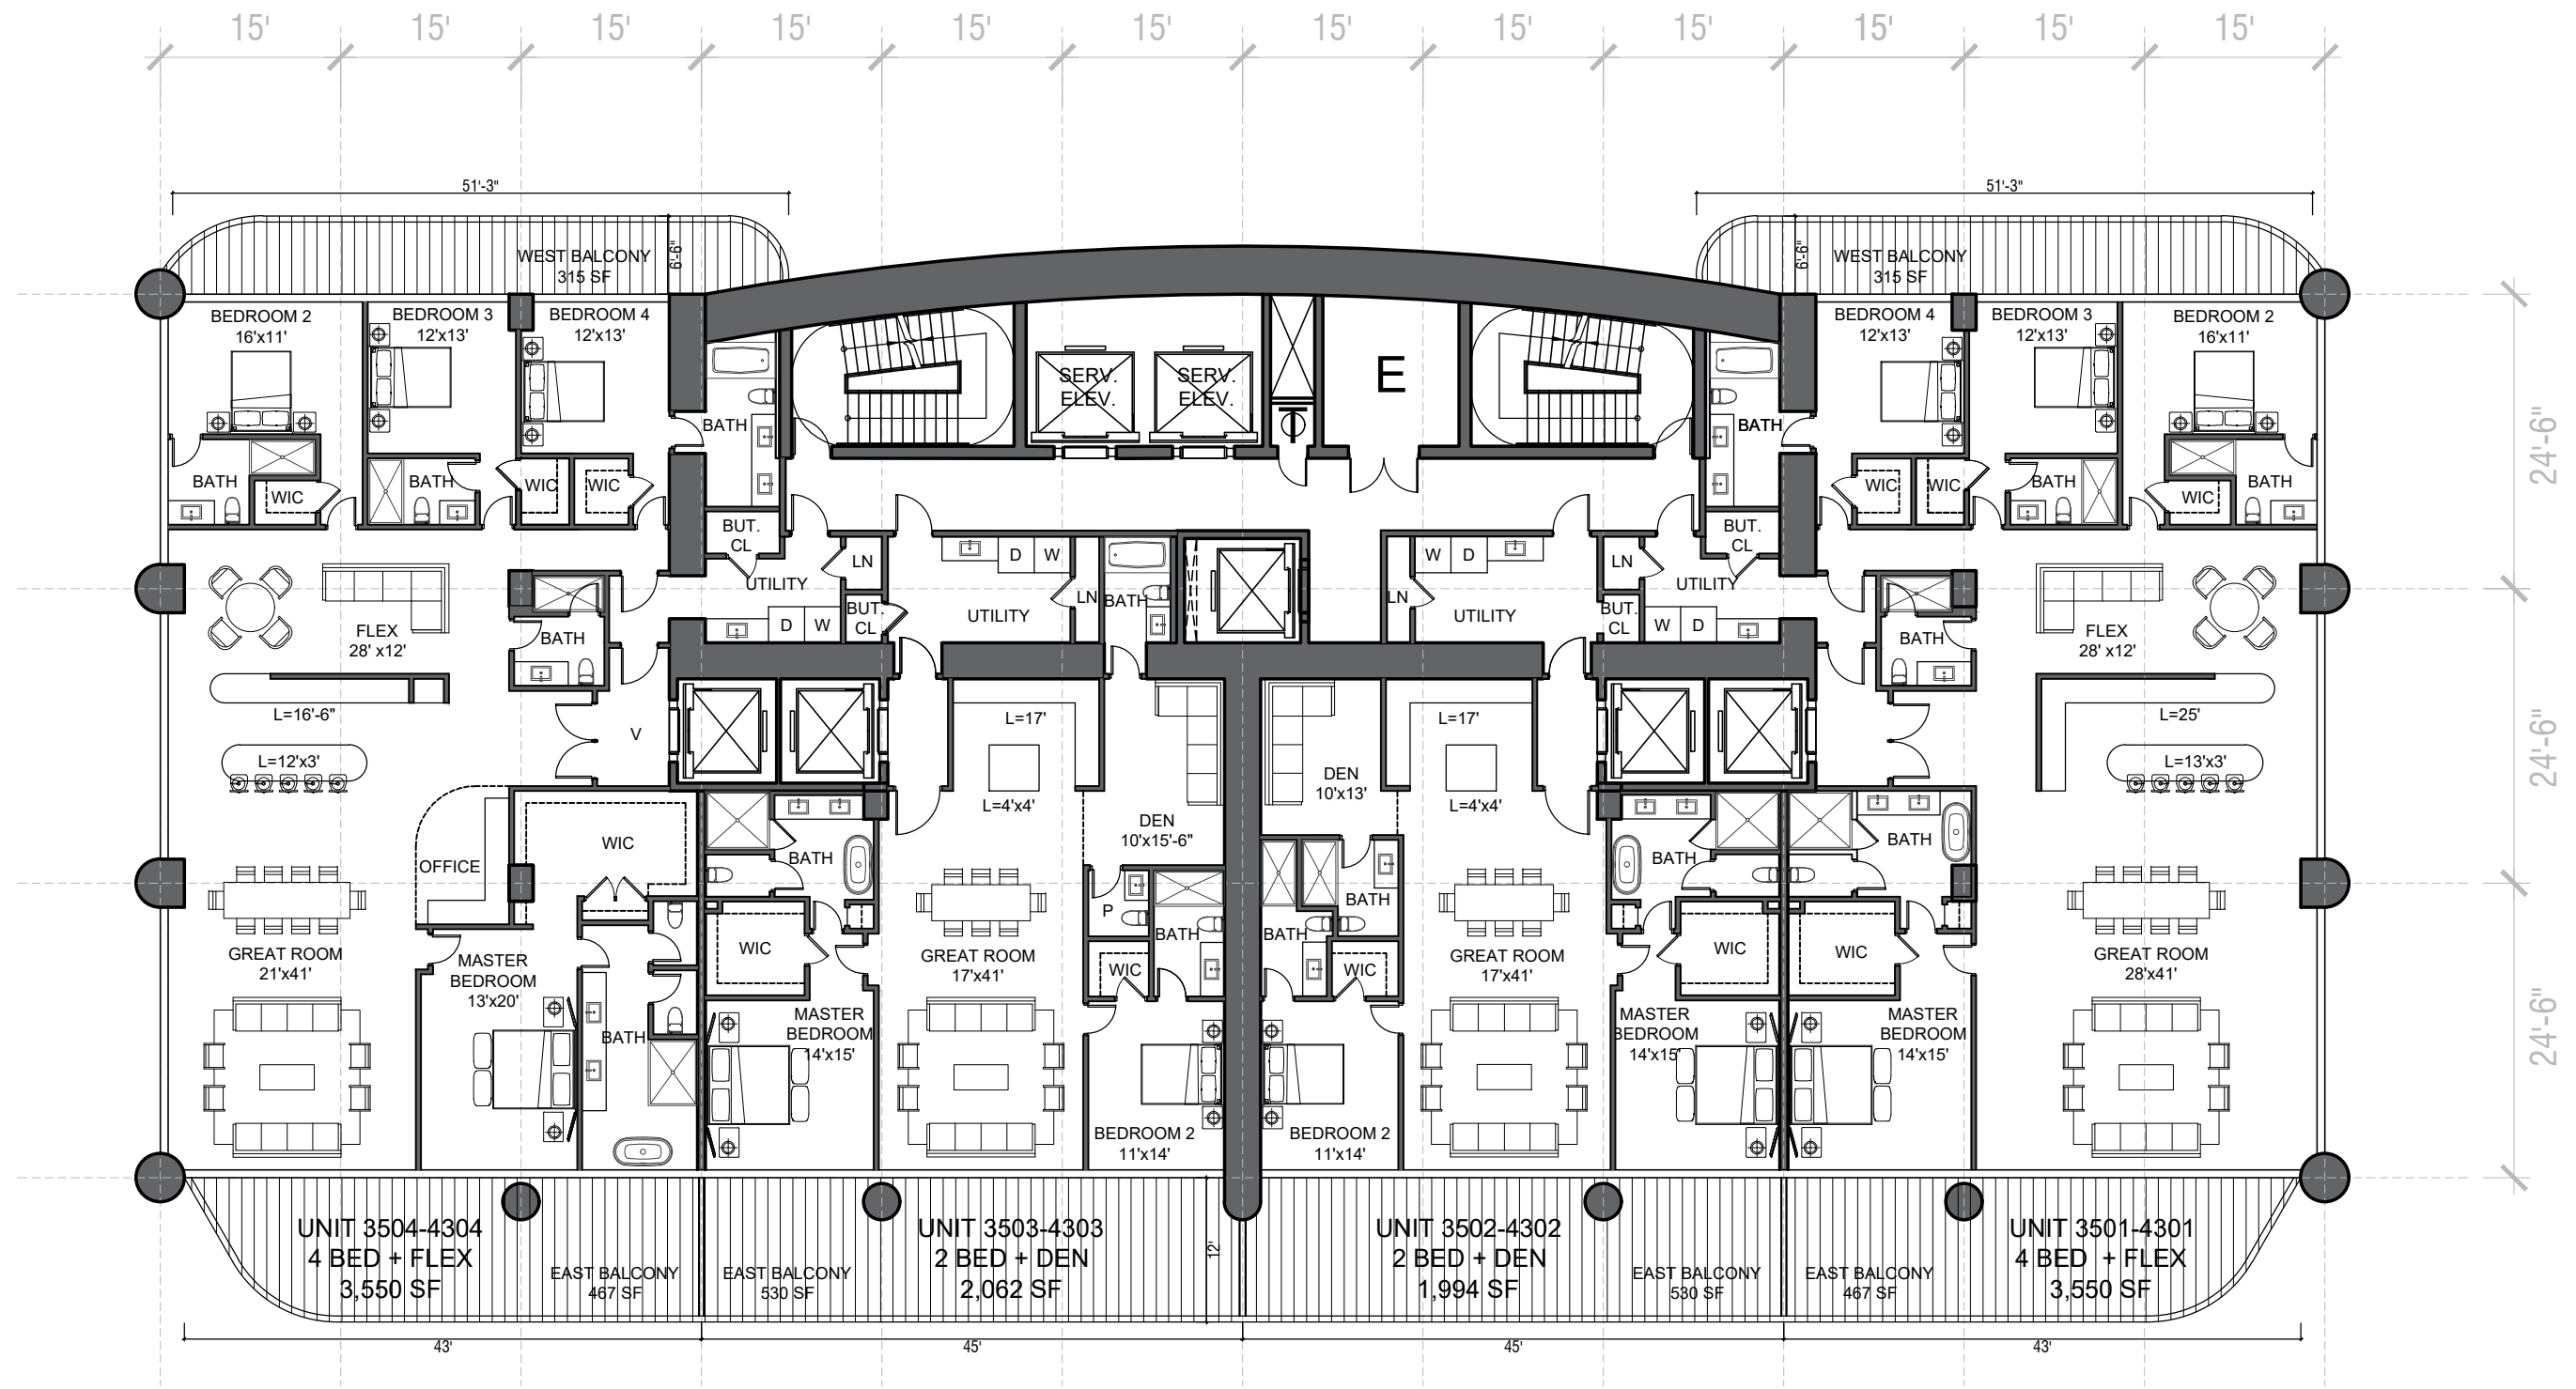 15' 15' 15' 15' 15' 15' 15' 15' 15' 15' 15' 15'
51'-3" 51'-3"
6'-6" 6'-6"
WEST BALCONY
315 SF
WEST BALCONY
315 SF
BEDROOM 2
16'x11'
BEDROOM 3
12'x13'
BEDROOM 4
12'x13'
BEDROOM 4
12'x13'
BEDROOM 3
12'x13'
BEDROOM 2
16'x11'
SERV.
ELEV.
SERV.
ELEV.
E
T
BATH
BATH
24'-6"
BATH
WIC
BATH
WIC
WIC
WIC
WIC
BATH
WIC
BATH
BUT.
CL
BUT.
CL
LN
D W
W D
LN
UTILITY
LN
BATH
LN
UTILITY
BUT.
CL
UTILITY
UTILITY
BUT.
CL
D W
W D
FLEX
28' x12'
BATH
BATH
FLEX
28' x12'
L=16'-6"
V
L=17'
L=17'
L=25'
24'-6"
L=12'x3'
L=13'x3'
DEN
10'x13'
L=4'x4'
L=4'x4'
DEN
10'x15'-6"
OFFICE
WIC
BATH
BATH
BATH
P
BATH
BATH
BATH
GREAT ROOM
21'x41'
MASTER
BEDROOM
13'x20'
WIC
GREAT ROOM
17'x41'
WIC
WIC
GREAT ROOM
17'x41'
WIC
WIC
GREAT ROOM
28'x41'
24'-6"
BATH
MASTER
BEDROOM
14'x15'
MASTER
BEDROOM
14'x15'
MASTER
BEDROOM
14'x15'
BEDROOM 2
11'x14'
BEDROOM 2
11'x14'
UNIT 3504-4304
4 BED + FLEX
3,550 SF
EAST BALCONY
467 SF
EAST BALCONY
530 SF
UNIT 3503-4303
2 BED + DEN
2,062 SF
12'
UNIT 3502-4302
2 BED + DEN
1,994 SF
EAST BALCONY
530 SF
EAST BALCONY
467 SF
UNIT 3501-4301
4 BED + FLEX
3,550 SF
43' 45' 45' 43'